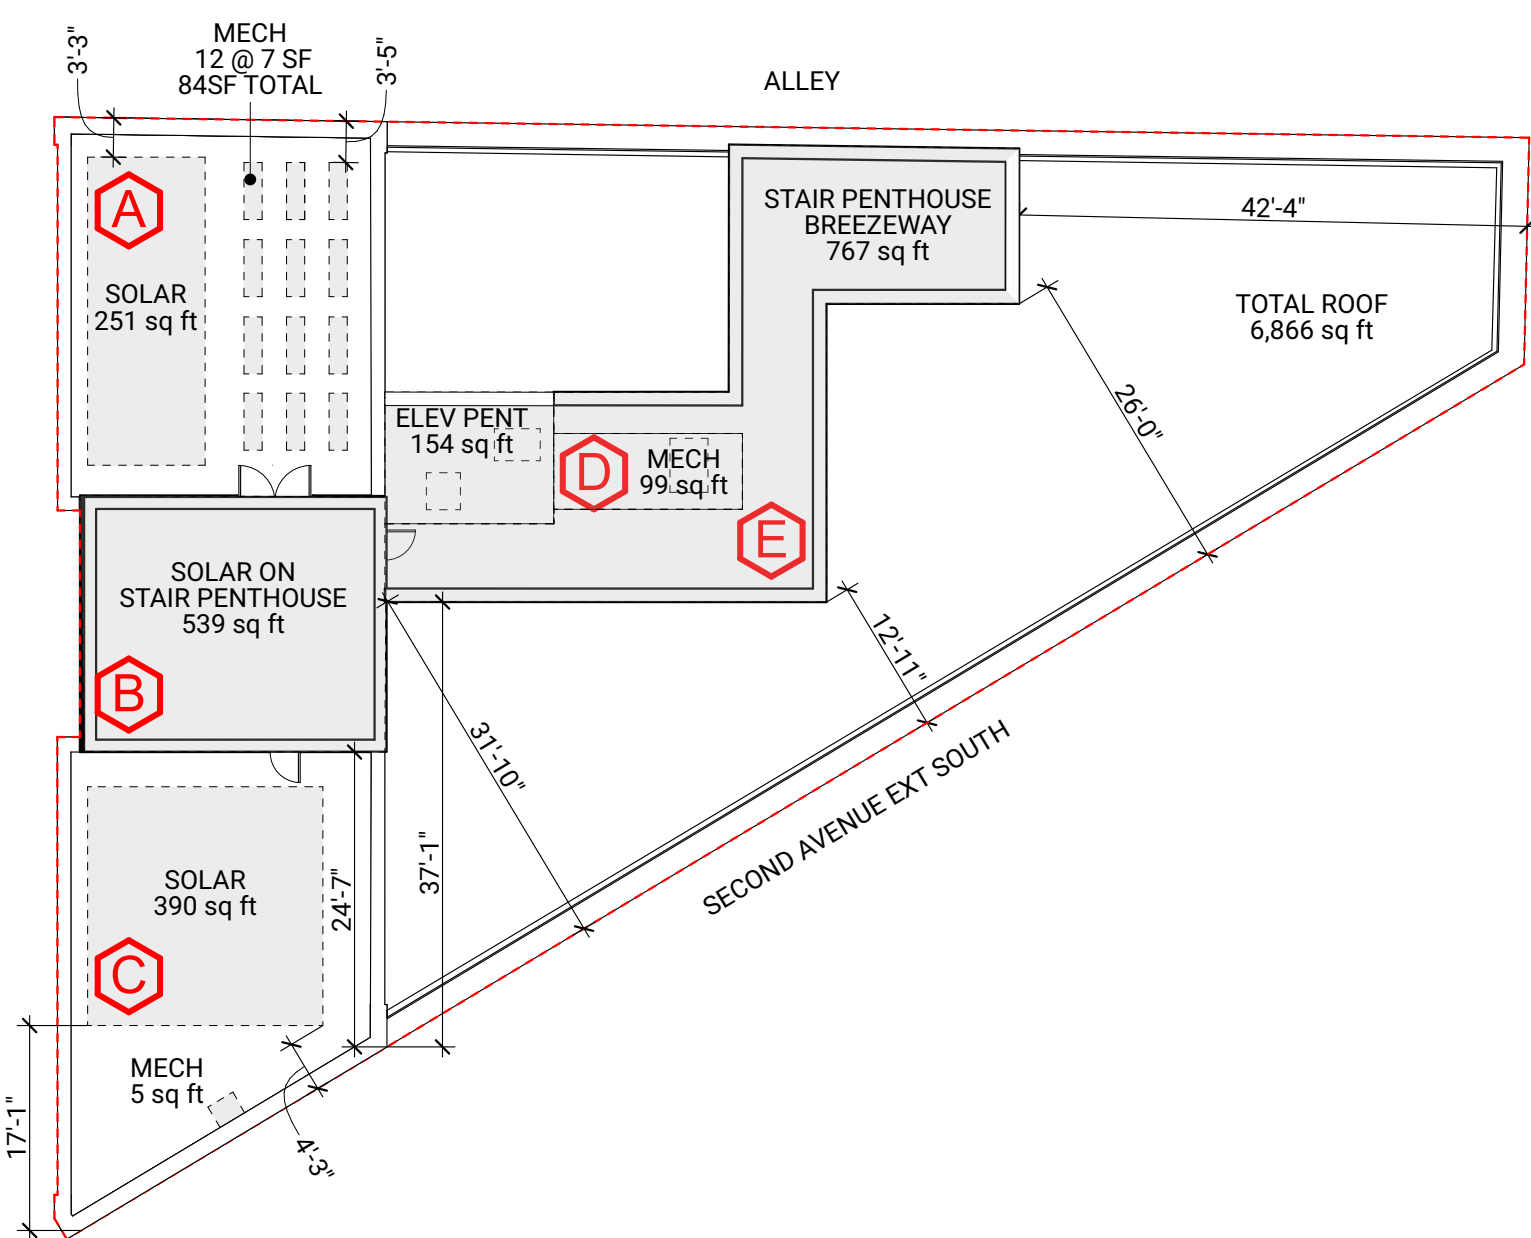 3'-3"
MECH
12 @ 7 SF
84SF TOTAL
3'-5"
ALLEY
A
SOLAR
251 sq ft
STAIR PENTHOUSE
BREEZEWAY
767 sq ft
42'-4"
TOTAL ROOF
6,866 sq ft
26'-0"
ELEV PENT
154 sq ft
D
MECH
99 sq ft
E
SOLAR ON
STAIR PENTHOUSE
539 sq ft
B
12'-11"
31'-10"
SECOND AVENUE EXT SOUTH
37'-1"
24'-7"
SOLAR
390 sq ft
C
MECH
5 sq ft
17'-1"
4'-3"